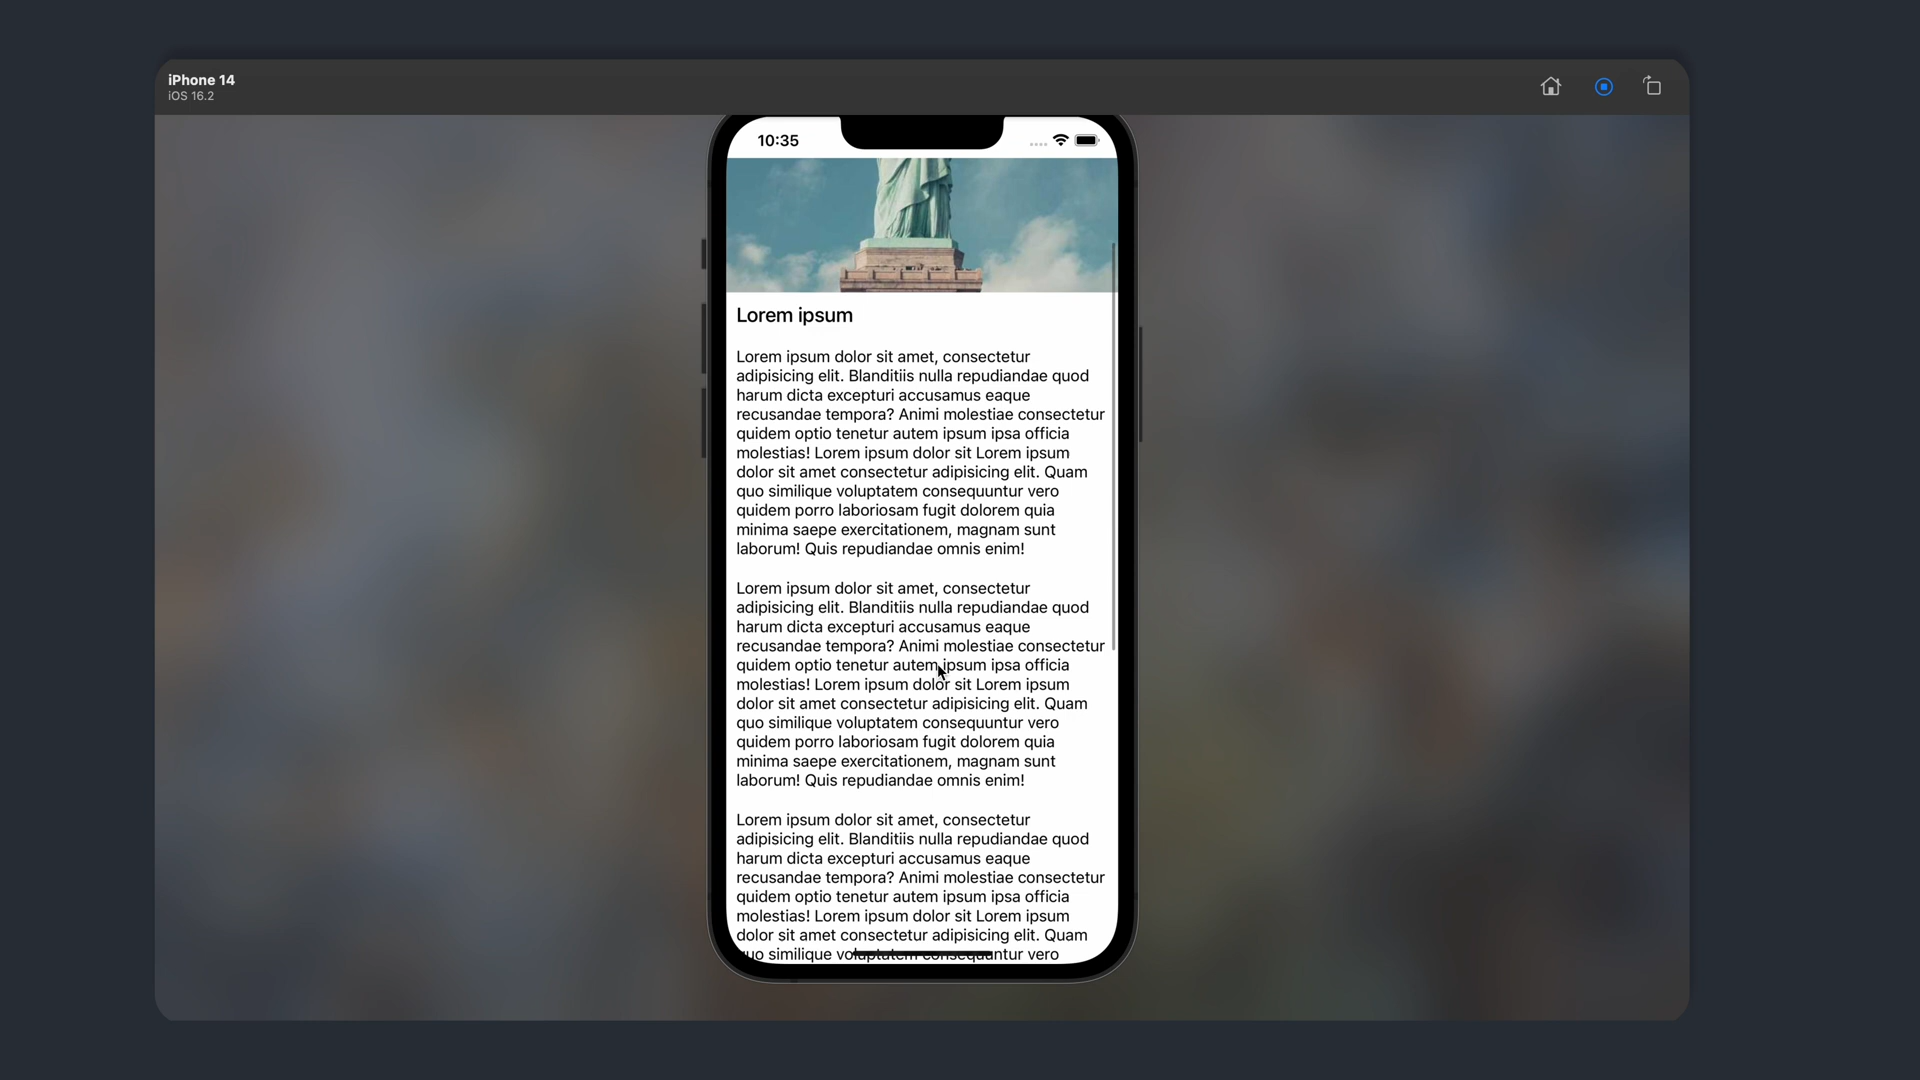 iPhone 14
iOS 16.2
10:35
Lorem ipsum
Lorem ipsum dolor sit amet, consectetur
adipisicing elit. Blanditiis nulla repudiandae quod
harum dicta excepturi accusamus eaque
recusandae tempora? Animi molestiae consectetur
quidem optio tenetur autem ipsum ipsa officia
molestias! Lorem ipsum dolor sit Lorem ipsum
dolor sit amet consectetur adipisicing elit. Quam
quo similique voluptatem consequuntur vero
quidem porro laboriosam fugit dolorem quia
minima saepe exercitationem, magnam sunt
laborum! Quis repudiandae omnis enim!
Lorem ipsum dolor sit amet, consectetur
adipisicing elit. Blanditiis nulla repudiandae quod
harum dicta excepturi accusamus eaque
recusandae tempora? Animi molestiae consectetur
quidem optio tenetur autem ipsum ipsa officia
molestias! Lorem ipsum dolor sit Lorem ipsum
dolor sit amet consectetur adipisicing elit. Quam
quo similique voluptatem consequuntur vero
quidem porro laboriosam fugit dolorem quia
minima saepe exercitationem, magnam sunt
laborum! Quis repudiandae omnis enim!
Lorem ipsum dolor sit amet, consectetur
adipisicing elit. Blanditiis nulla repudiandae quod
harum dicta excepturi accusamus eaque
recusandae tempora? Animi molestiae consectetur
quidem optio tenetur autem ipsum ipsa officia
molestias! Lorem ipsum dolor sit Lorem ipsum
dolor sit amet consectetur adipisicing elit. Quam
quo similique voluptatem consequuntur vero